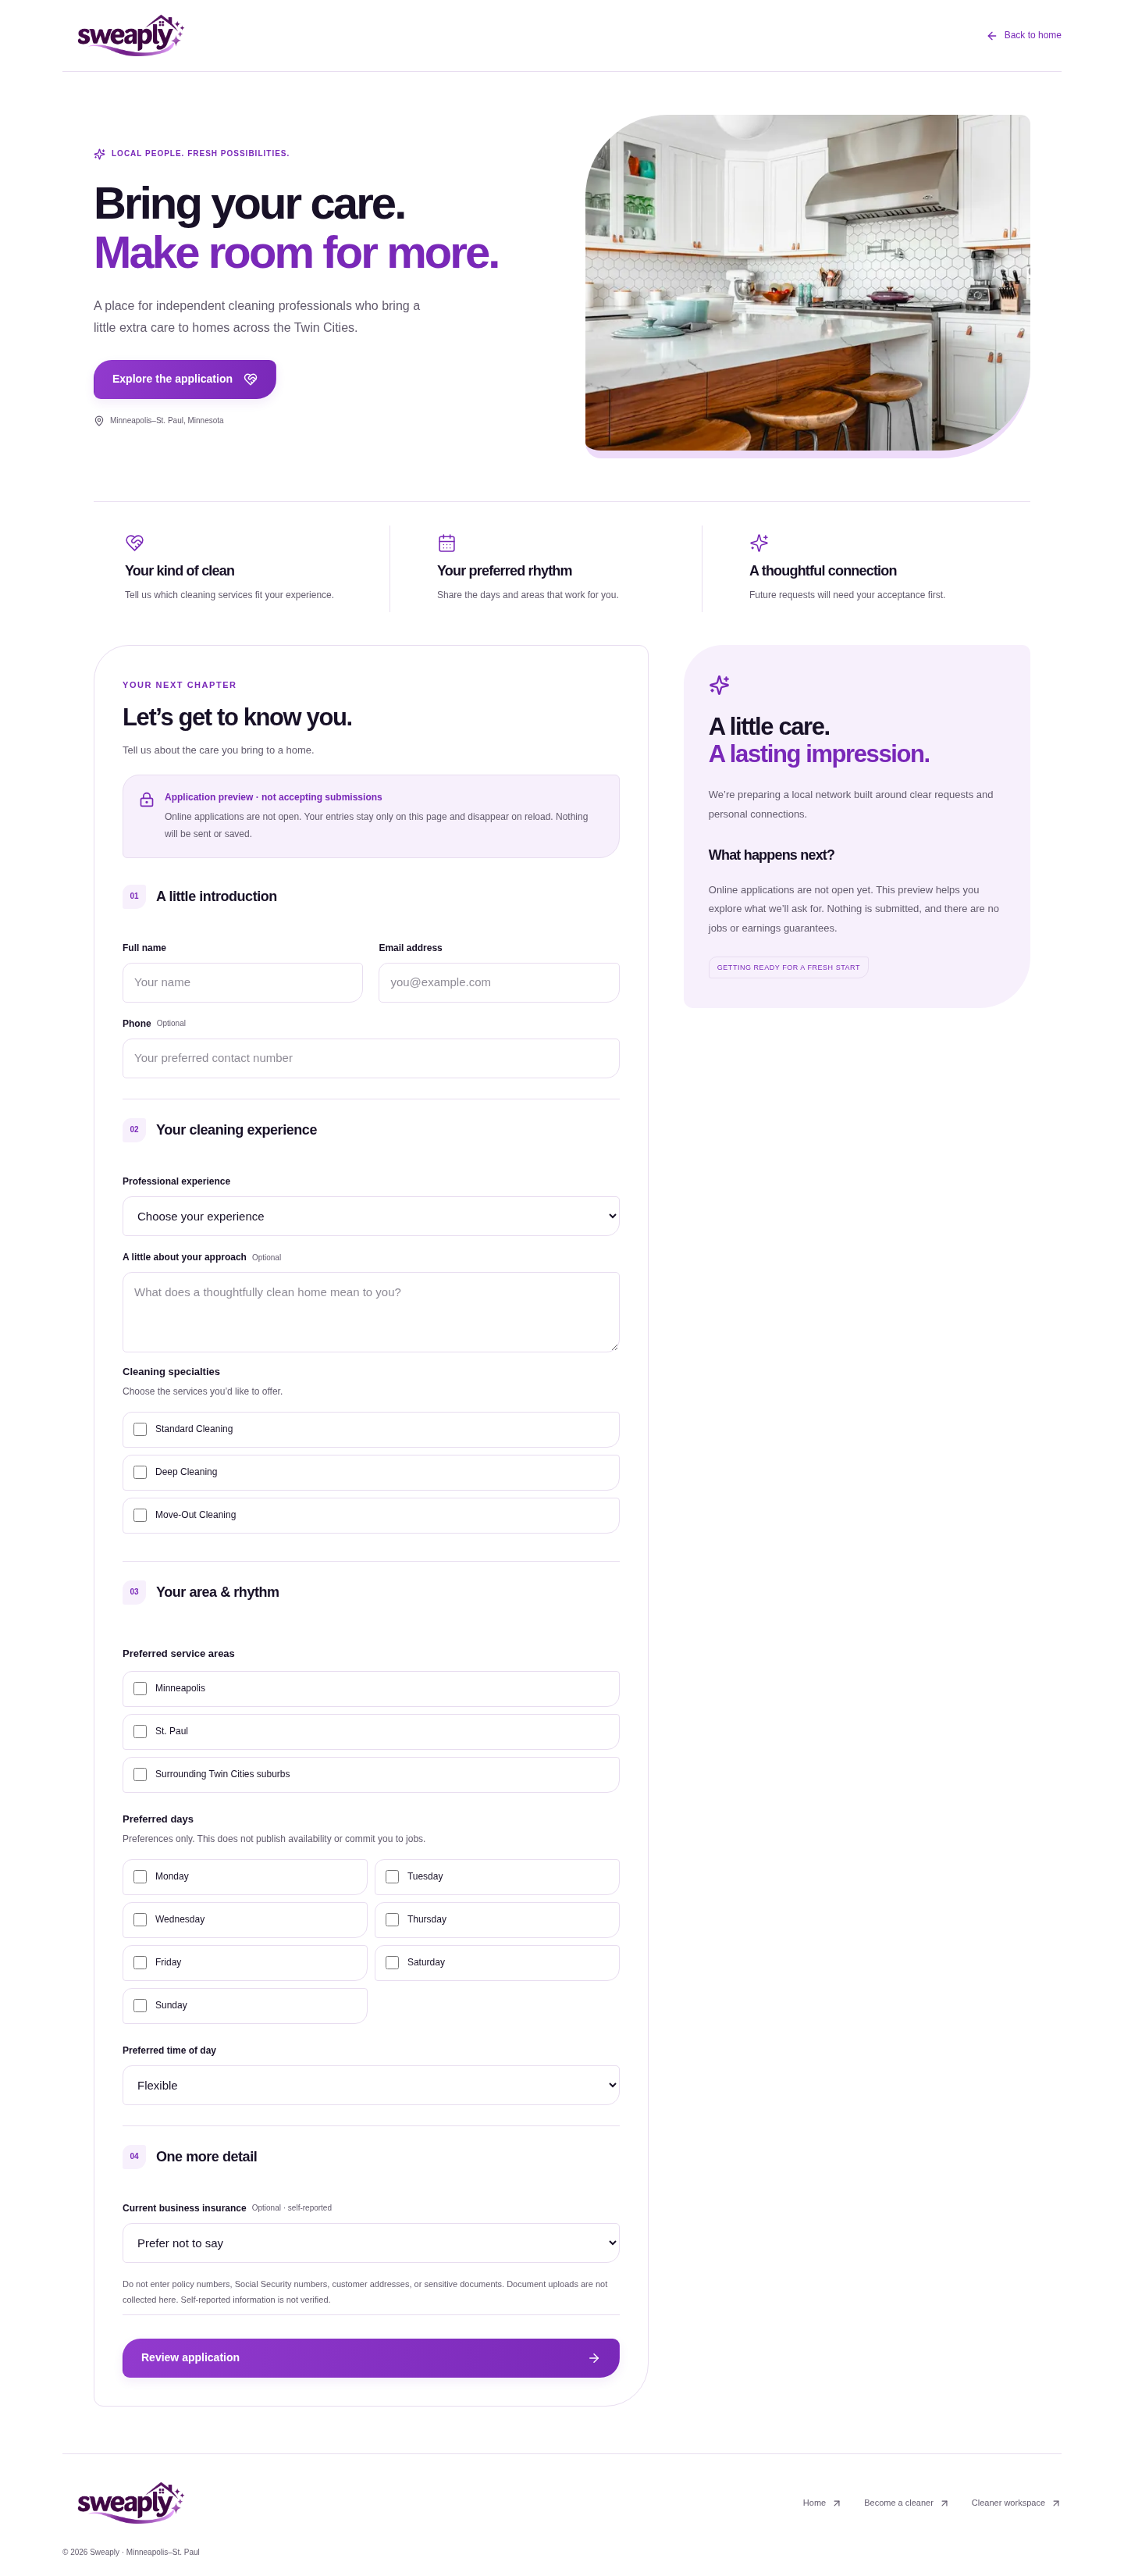 sweaply
Back to home
LOCAL PEOPLE. FRESH POSSIBILITIES.
Bring your care.
Make room for more.
A place for independent cleaning professionals who bring a
little extra care to homes across the Twin Cities.
Explore the application
Minneapolis–St. Paul, Minnesota
Your kind of clean
Tell us which cleaning services fit your experience.
Your preferred rhythm
Share the days and areas that work for you.
A thoughtful connection
Future requests will need your acceptance first.
YOUR NEXT CHAPTER
Let’s get to know you.
Tell us about the care you bring to a home.
Application preview · not accepting submissions
Online applications are not open. Your entries stay only on this page and disappear on reload. Nothing
will be sent or saved.
01 A little introduction
Full name
Your name
Email address
you@example.com
Phone Optional
Your preferred contact number
02 Your cleaning experience
Professional experience
Choose your experience
A little about your approach Optional
What does a thoughtfully clean home mean to you?
Cleaning specialties
Choose the services you’d like to offer.
Standard Cleaning
Deep Cleaning
Move-Out Cleaning
03 Your area & rhythm
Preferred service areas
Minneapolis
St. Paul
Surrounding Twin Cities suburbs
Preferred days
Preferences only. This does not publish availability or commit you to jobs.
Monday
Tuesday
Wednesday
Thursday
Friday
Saturday
Sunday
Preferred time of day
Flexible
04 One more detail
Current business insurance Optional · self-reported
Prefer not to say
Do not enter policy numbers, Social Security numbers, customer addresses, or sensitive documents. Document uploads are not
collected here. Self-reported information is not verified.
Review application
A little care.
A lasting impression.
We’re preparing a local network built around clear requests and
personal connections.
What happens next?
Online applications are not open yet. This preview helps you
explore what we’ll ask for. Nothing is submitted, and there are no
jobs or earnings guarantees.
GETTING READY FOR A FRESH START
sweaply
Home
Become a cleaner
Cleaner workspace
© 2026 Sweaply · Minneapolis–St. Paul